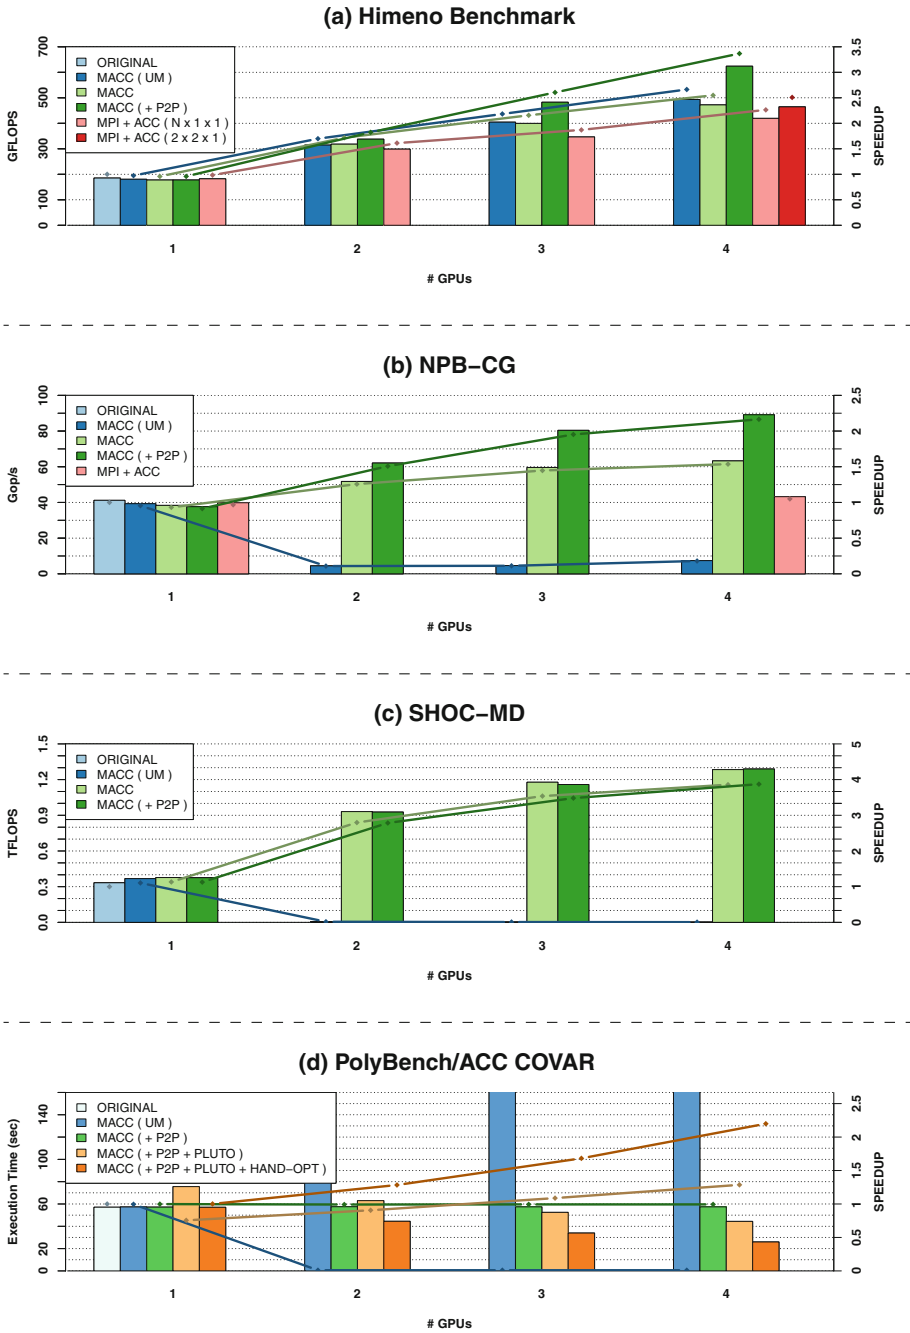 (a) Himeno Benchmark
GFLOPS
0
100
300
500
700
ORIGINAL
MACC ( UM )
MACC
MACC ( + P2P )
MPI + ACC ( N x 1 x 1 )
MPI + ACC ( 2 x 2 x 1 )
0
0.5
1
1.5
2
2.5
3
3.5
SPEEDUP
1
2
3
4
# GPUs
(b) NPB−CG
Gop/s
0
20
40
60
80
100
ORIGINAL
MACC ( UM )
MACC
MACC ( + P2P )
MPI + ACC
0
0.5
1
1.5
2
2.5
SPEEDUP
1
2
3
4
# GPUs
(c) SHOC−MD
TFLOPS
0.0
0.3
0.6
0.9
1.2
1.5
ORIGINAL
MACC ( UM )
MACC
MACC ( + P2P )
0
1
2
3
4
5
SPEEDUP
1
2
3
4
# GPUs
(d) PolyBench/ACC COVAR
Execution Time (sec)
0
20
60
100
140
ORIGINAL
MACC ( UM )
MACC ( + P2P )
MACC ( + P2P + PLUTO )
MACC ( + P2P + PLUTO + HAND−OPT )
0
0.5
1
1.5
2
2.5
SPEEDUP
1
2
3
4
# GPUs